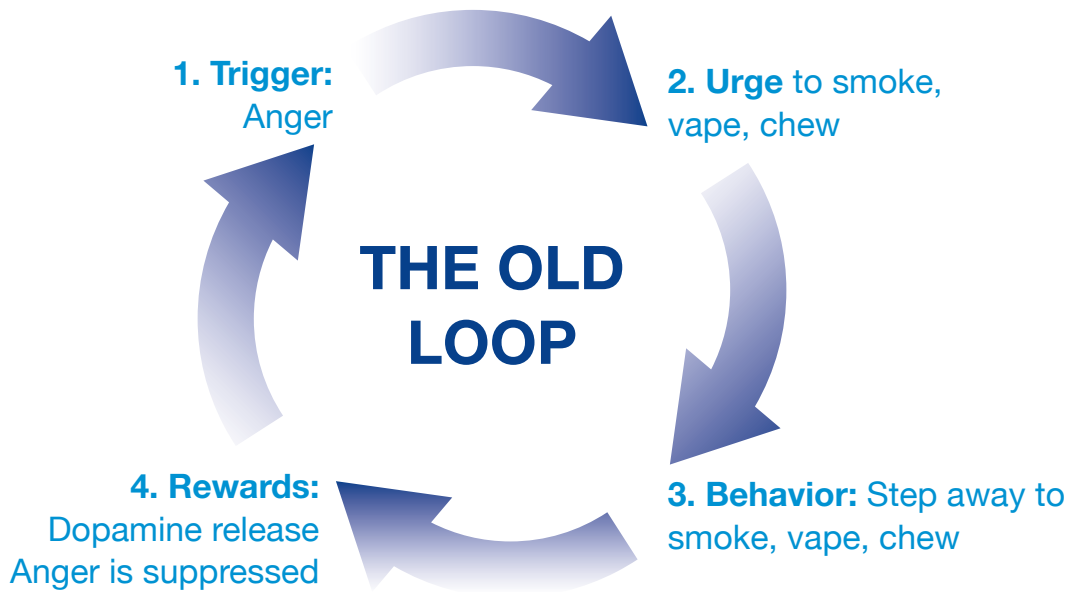 1. Trigger:
Anger
2. Urge to smoke,
vape, chew
THE OLD
LOOP
3. Behavior: Step away to
smoke, vape, chew
4. Rewards:
Dopamine release
Anger is suppressed